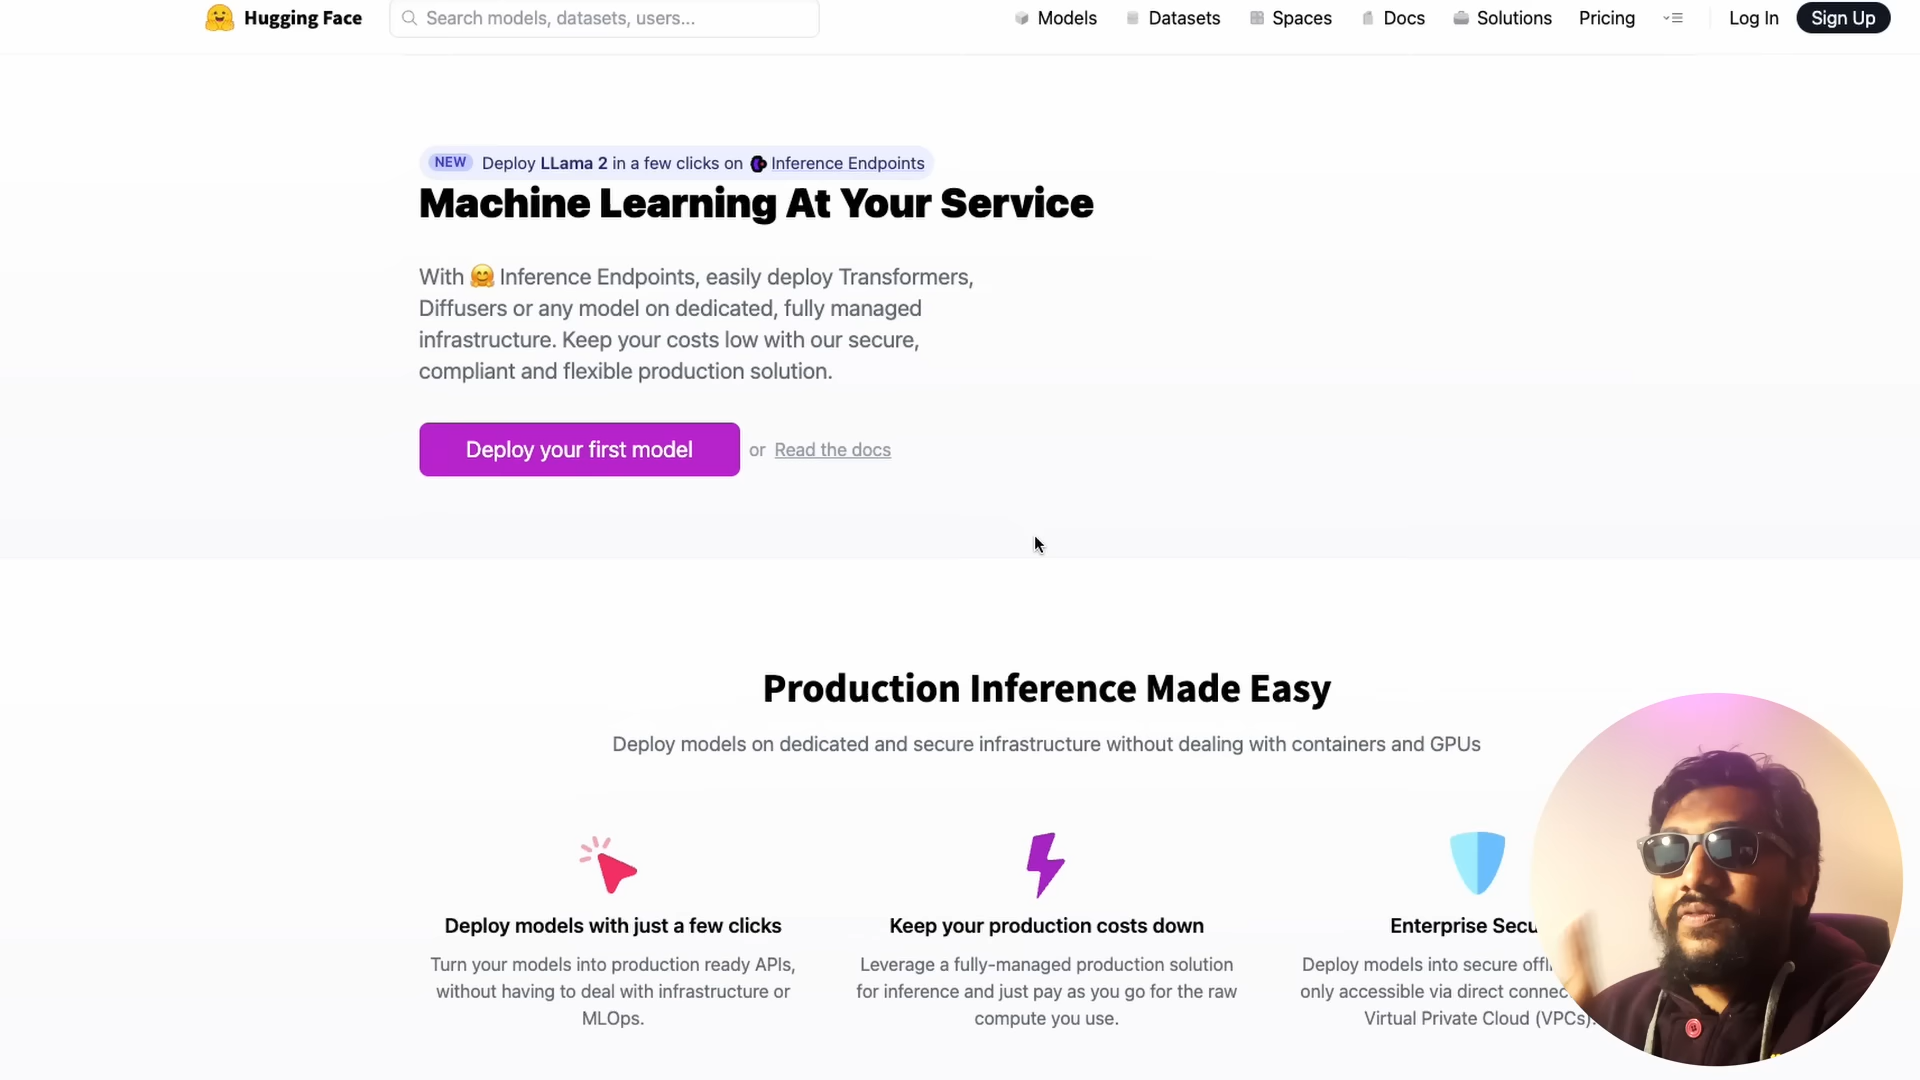 Hugging Face
Search models, datasets, users...
Models
Datasets
Spaces
Docs
Solutions
Pricing
Log In
Sign Up
NEW Deploy LLama 2 in a few clicks on Inference Endpoints
Machine Learning At Your Service
With 🤗 Inference Endpoints, easily deploy Transformers,
Diffusers or any model on dedicated, fully managed
infrastructure. Keep your costs low with our secure,
compliant and flexible production solution.
Deploy your first model or Read the docs
Production Inference Made Easy
Deploy models on dedicated and secure infrastructure without dealing with containers and GPUs
Deploy models with just a few clicks
Turn your models into production ready APIs,
without having to deal with infrastructure or
MLOps.
Keep your production costs down
Leverage a fully-managed production solution
for inference and just pay as you go for the raw
compute you use.
Enterprise
Deploy models into secure
only accessible via direct
Virtual Private Cloud (VPCs).